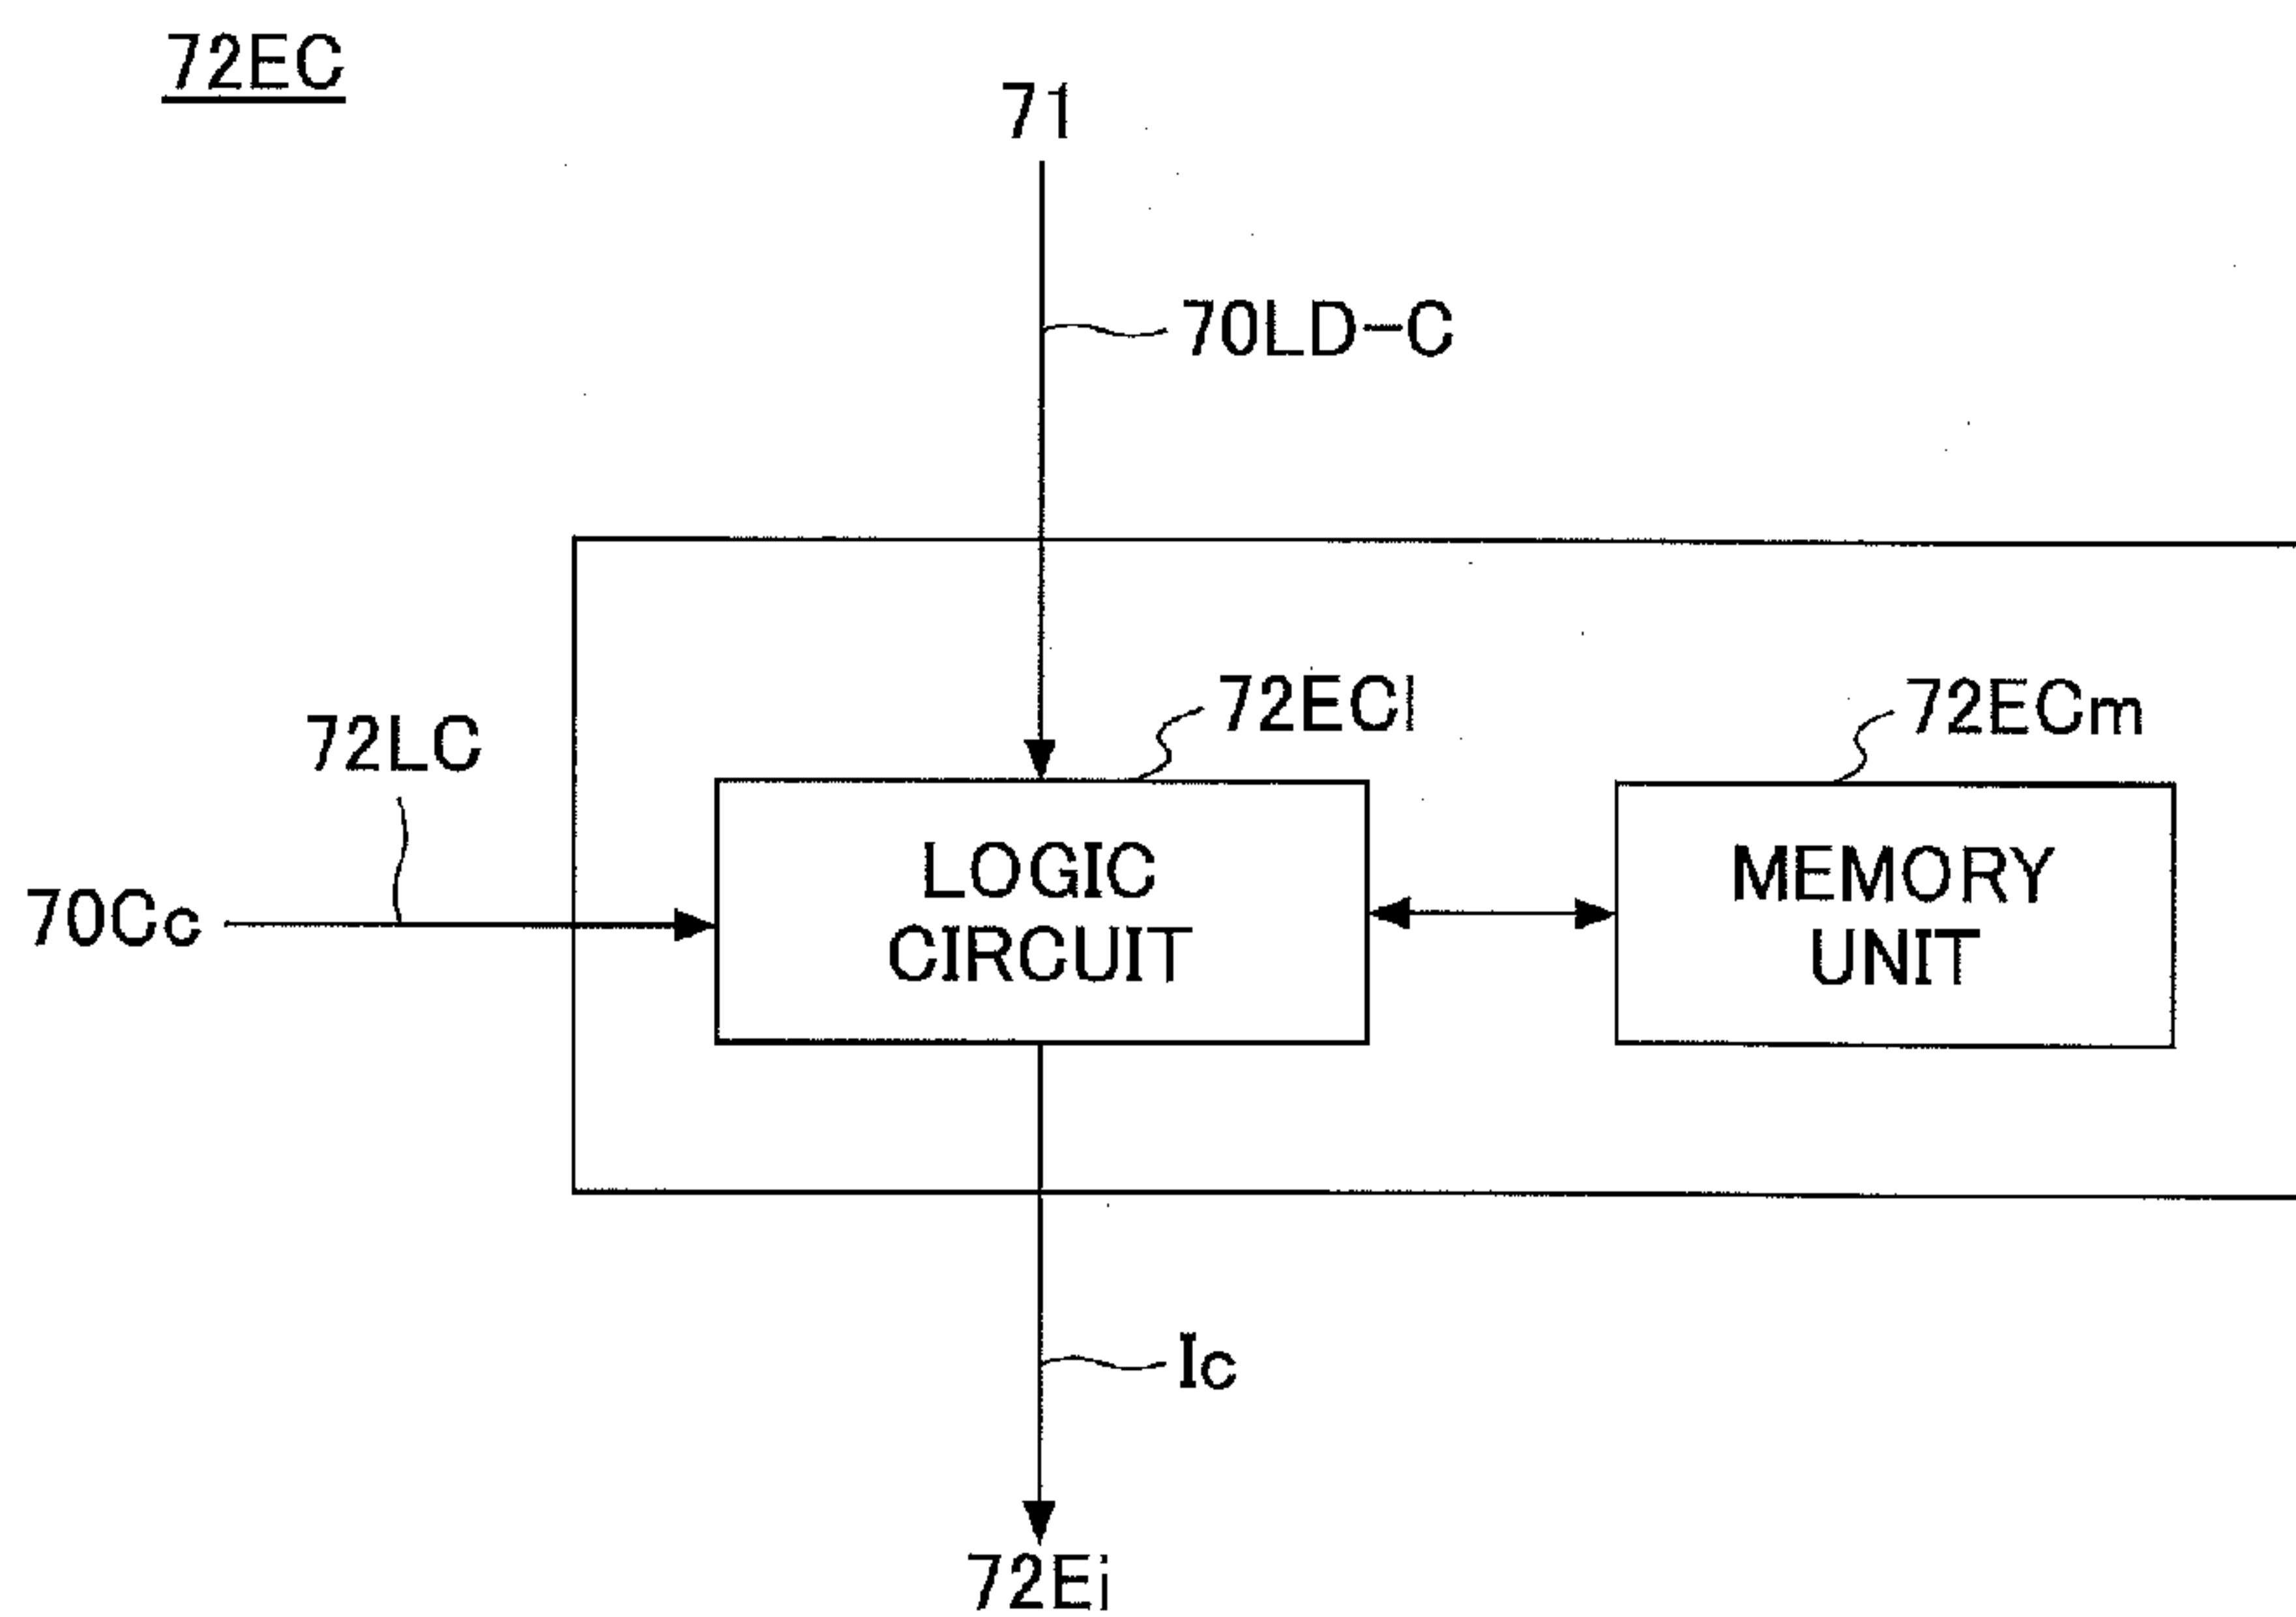 72EC
71
70LD-C
72ECl
72ECm
72LC
LOGIC
CIRCUIT
MEMORY
UNIT
70Cc
Ic
72Ei